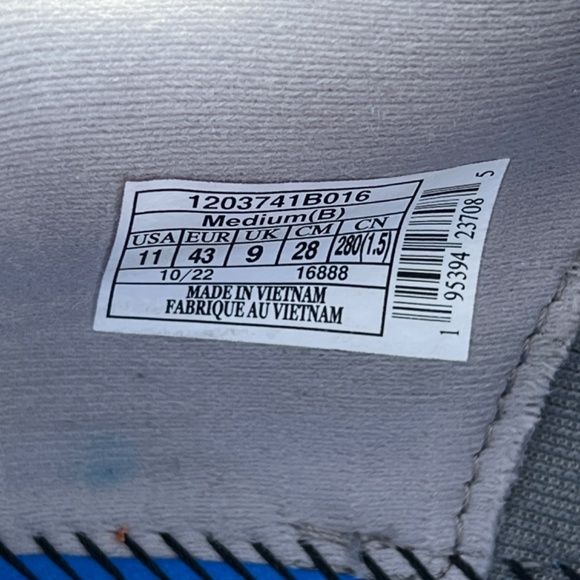 1203741B016
Medium(B)
USA EUR UK CM CN
11 43 9 28 280(1.5)
10/22 16888
MADE IN VIETNAM
FABRIQUE AU VIETNAM
1 95394 23708 5